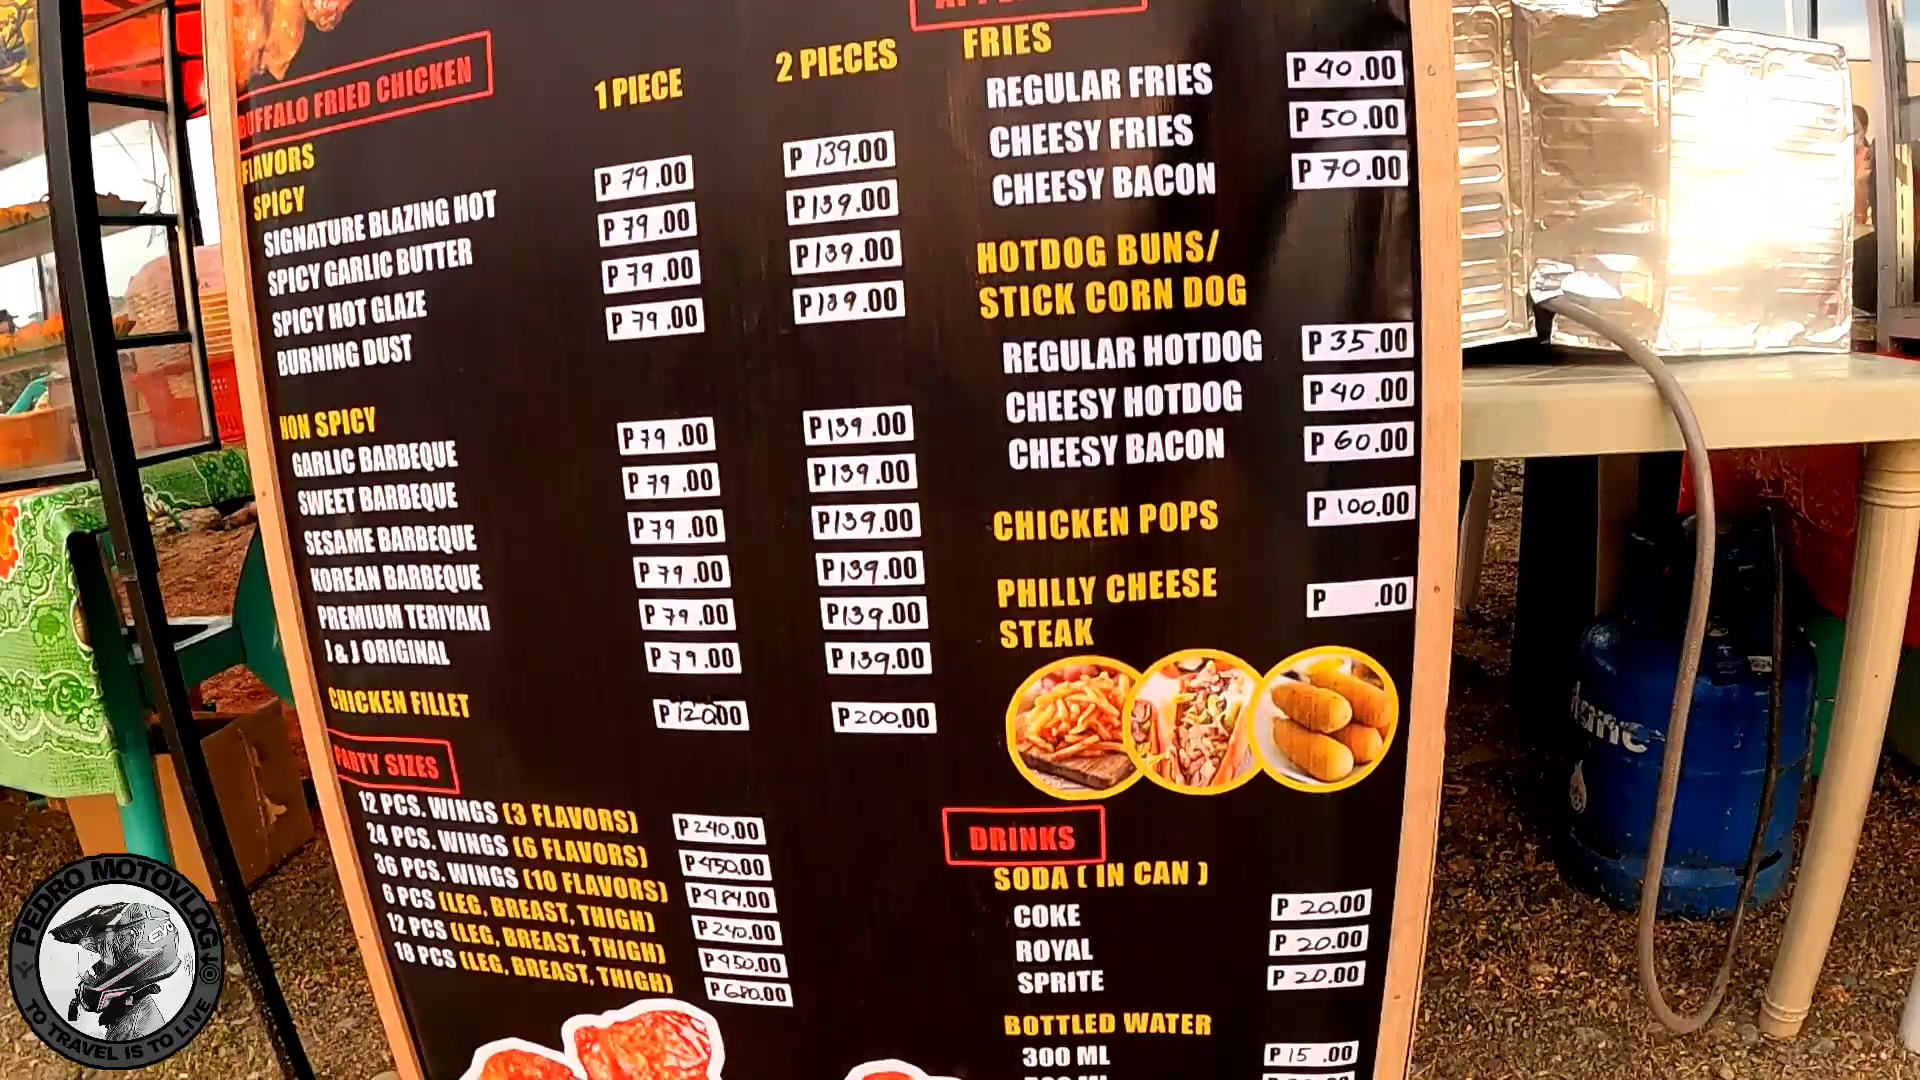 BUFFALO FRIED CHICKEN
1 PIECE
2 PIECES
FLAVORS
SPICY
SIGNATURE BLAZING HOT P 79.00 P 139.00
SPICY GARLIC BUTTER P 79.00 P 139.00
SPICY HOT GLAZE P 79.00 P 139.00
BURNING DUST P 79.00 P 139.00
NON SPICY
GARLIC BARBEQUE P 79.00 P 139.00
SWEET BARBEQUE P 79.00 P 139.00
SESAME BARBEQUE P 79.00 P 139.00
KOREAN BARBEQUE P 79.00 P 139.00
PREMIUM TERIYAKI P 79.00 P 139.00
J & J ORIGINAL P 79.00 P 139.00
CHICKEN FILLET P 120.00 P 200.00
PARTY SIZES
12 PCS. WINGS (3 FLAVORS) P 240.00
24 PCS. WINGS (6 FLAVORS) P 450.00
36 PCS. WINGS (10 FLAVORS)
6 PCS (LEG, BREAST, THIGH) P 240.00
12 PCS (LEG, BREAST, THIGH) P 450.00
18 PCS (LEG, BREAST, THIGH) P 680.00
FRIES
REGULAR FRIES P 40.00
CHEESY FRIES P 50.00
CHEESY BACON P 70.00
HOTDOG BUNS/
STICK CORN DOG
REGULAR HOTDOG P 35.00
CHEESY HOTDOG P 40.00
CHEESY BACON P 60.00
CHICKEN POPS P 100.00
PHILLY CHEESE P .00
STEAK
DRINKS
SODA ( IN CAN )
COKE P 20.00
ROYAL P 20.00
SPRITE P 20.00
BOTTLED WATER
300 ML P 15 .00
PEDRO MOTOVLOG
EVO
TO TRAVEL IS TO LIVE